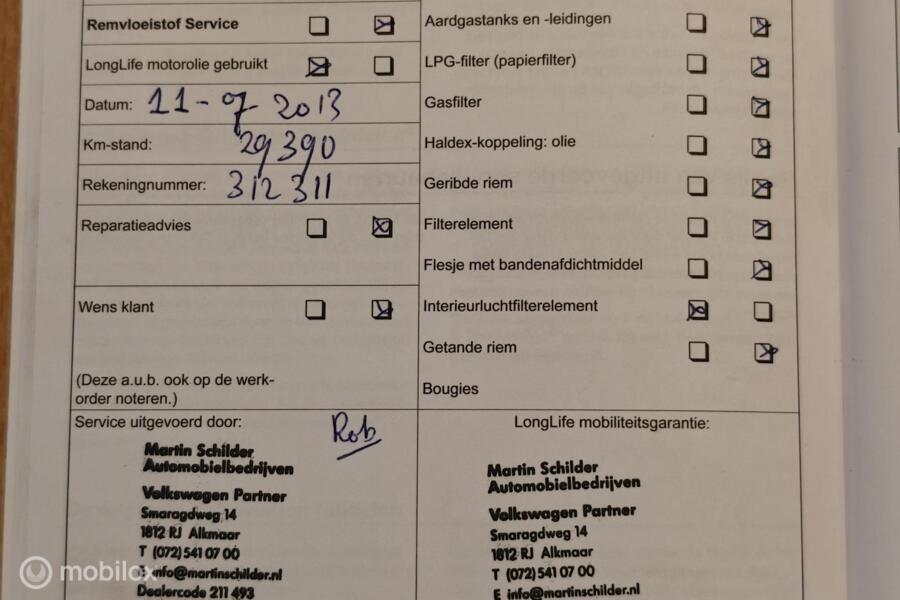 Remvloeistof Service
LongLife motorolie gebruikt
Datum: 11-07 2013
Km-stand: 29390
Rekeningnummer: 312311
Reparatieadvies
Wens klant
(Deze a.u.b. ook op de werk-
order noteren.)
Aardgastanks en -leidingen
LPG-filter (papierfilter)
Gasfilter
Haldex-koppeling: olie
Geribde riem
Filterelement
Flesje met bandenafdichtmiddel
Interieurluchtfilterelement
Getande riem
Bougies
Service uitgevoerd door:
Rob
Martin Schilder
Automobielbedrijven
Volkswagen Partner
Smaragdweg 14
1812 RJ Alkmaar
T (072) 541 07 00
info@martinschilder.nl
Dealercode 211 493
LongLife mobiliteitsgarantie:
Martin Schilder
Automobielbedrijven
Volkswagen Partner
Smaragdweg 14
1812 RJ Alkmaar
T (072) 541 07 00
E info@martinschilder.nl
mobilox